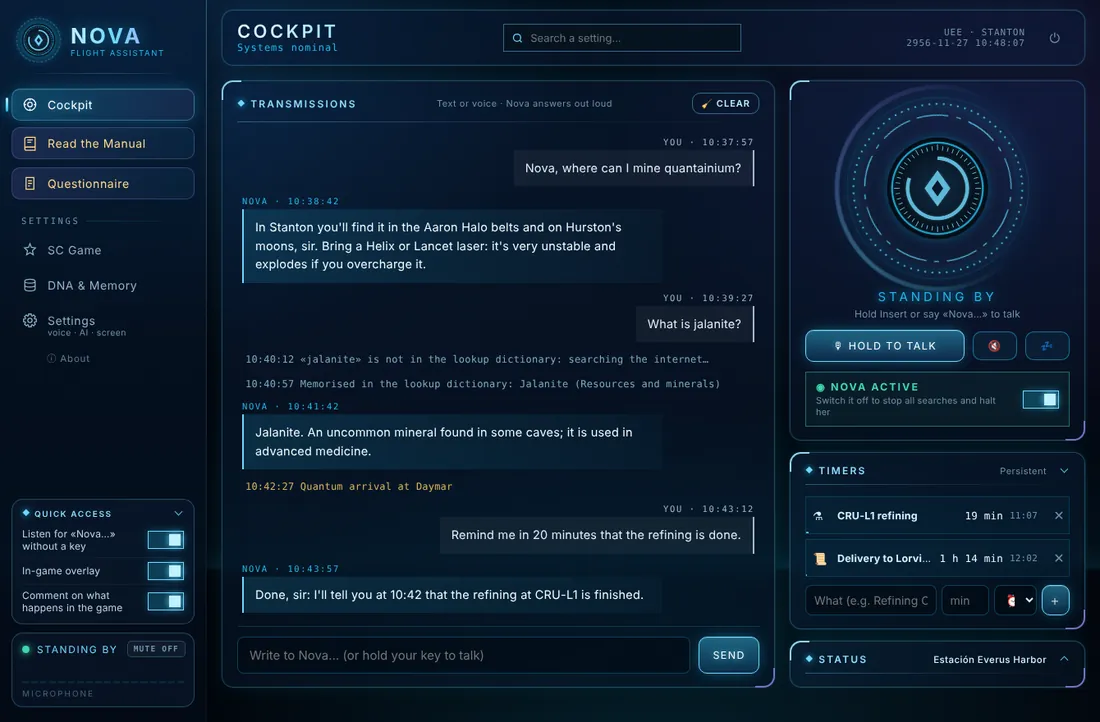 NOVA
FLIGHT ASSISTANT
Cockpit
Read the Manual
Questionnaire
SETTINGS
SC Game
DNA & Memory
Settings
voice · AI · screen
ⓘ About
QUICK ACCESS
Listen for «Nova...»
without a key
In-game overlay
Comment on what
happens in the game
STANDING BY
MUTE OFF
MICROPHONE
COCKPIT
Systems nominal
Search a setting...
UEE · STANTON
2956-11-27 10:48:07
TRANSMISSIONS
Text or voice · Nova answers out loud
CLEAR
YOU · 10:37:57
Nova, where can I mine quantainium?
NOVA · 10:38:42
In Stanton you'll find it in the Aaron Halo belts and on Hurston's
moons, sir. Bring a Helix or Lancet laser: it's very unstable and
explodes if you overcharge it.
YOU · 10:39:27
What is jalanite?
10:40:12 «jalanite» is not in the lookup dictionary: searching the internet…
10:40:57 Memorised in the lookup dictionary: Jalanite (Resources and minerals)
NOVA · 10:41:42
Jalanite. An uncommon mineral found in some caves; it is used in
advanced medicine.
10:42:27 Quantum arrival at Daymar
YOU · 10:43:12
Remind me in 20 minutes that the refining is done.
NOVA · 10:43:57
Done, sir: I'll tell you at 10:42 that the refining at CRU-L1 is finished.
Write to Nova... (or hold your key to talk)
SEND
STANDING BY
Hold Insert or say «Nova...» to talk
HOLD TO TALK
NOVA ACTIVE
Switch it off to stop all searches and halt
her
TIMERS
Persistent
CRU-L1 refining 19 min 11:07
Delivery to Lorvi... 1 h 14 min 12:02
What (e.g. Refining C
min
+
STATUS
Estación Everus Harbor